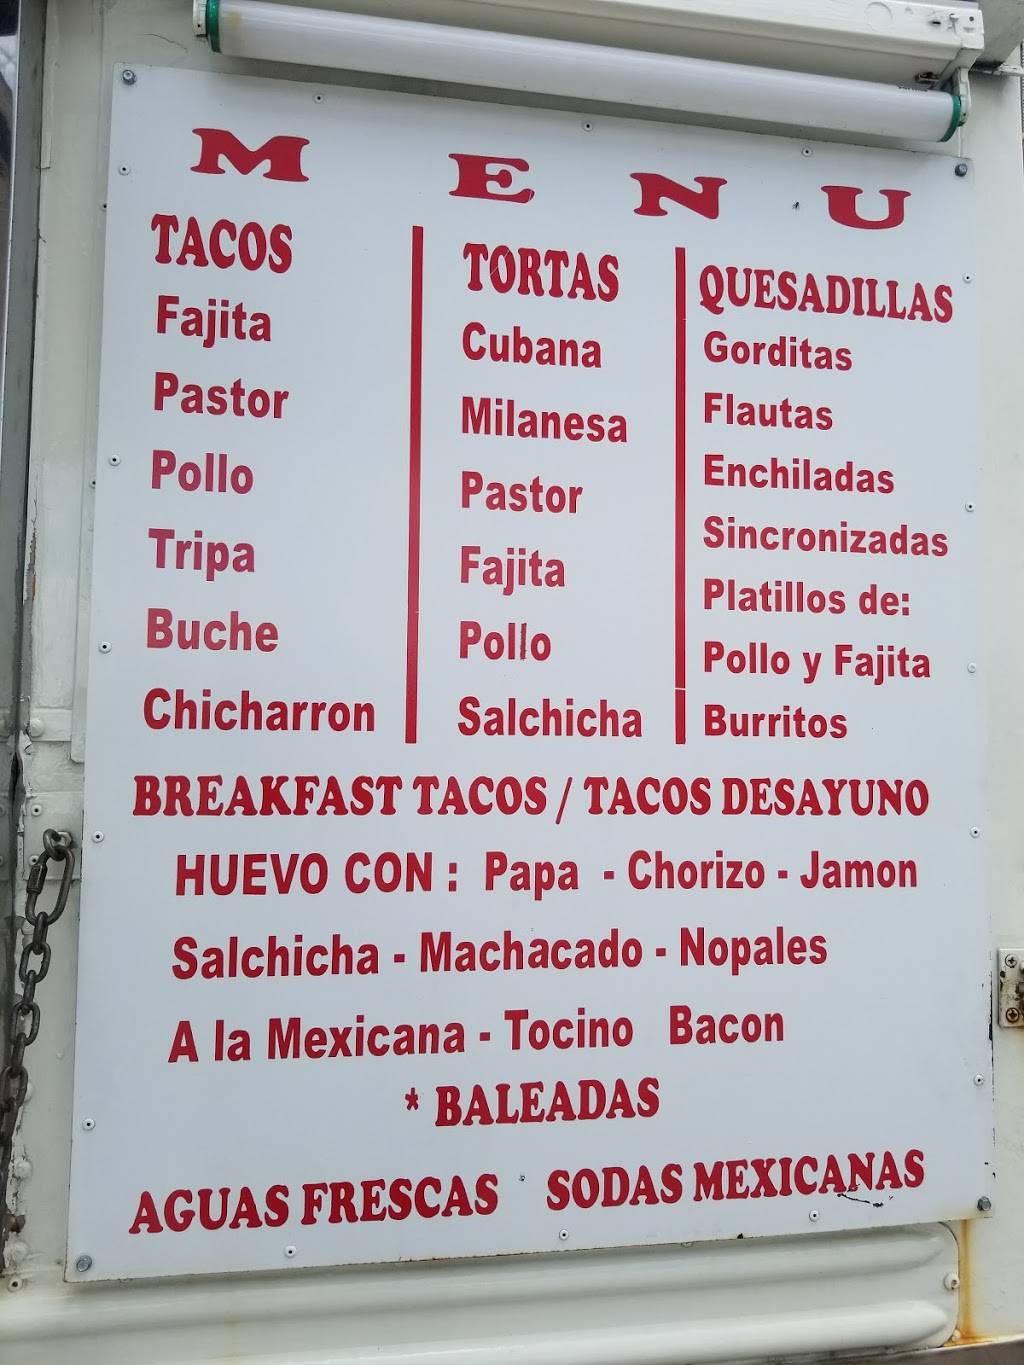 MENU
TACOS
Fajita
Pastor
Pollo
Tripa
Buche
Chicharron
TORTAS
Cubana
Milanesa
Pastor
Fajita
Pollo
Salchicha
QUESADILLAS
Gorditas
Flautas
Enchiladas
Sincronizadas
Platillos de:
Pollo y Fajita
Burritos
BREAKFAST TACOS / TACOS DESAYUNO
HUEVO CON : Papa - Chorizo - Jamon
Salchicha - Machacado - Nopales
A la Mexicana - Tocino Bacon
* BALEADAS
AGUAS FRESCAS SODAS MEXICANAS